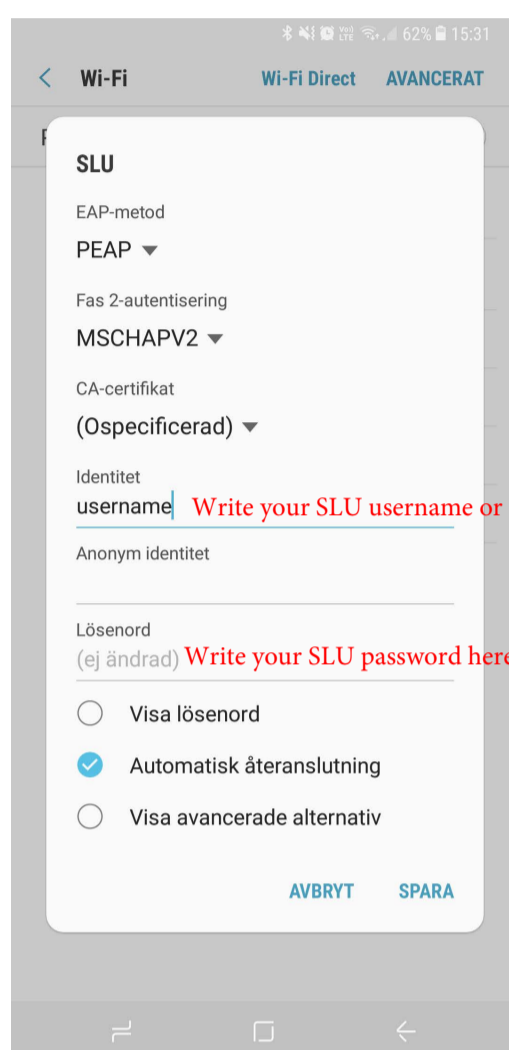 62% 15:31
Wi-Fi Wi-Fi Direct AVANCERAT
SLU
EAP-metod
PEAP
Fas 2-autentisering
MSCHAPV2
CA-certifikat
(Ospecificerad)
Identitet
username Write your SLU username or
Anonym identitet
Lösenord
(ej ändrad) Write your SLU password here
Visa lösenord
Automatisk återanslutning
Visa avancerade alternativ
AVBRYT SPARA